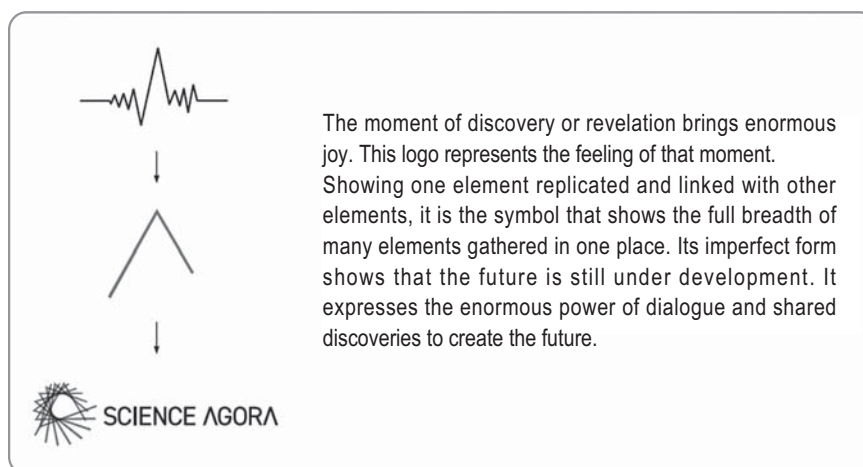 The moment of discovery or revelation brings enormous
joy. This logo represents the feeling of that moment.
Showing one element replicated and linked with other
elements, it is the symbol that shows the full breadth of
many elements gathered in one place. Its imperfect form
shows that the future is still under development. It
expresses the enormous power of dialogue and shared
discoveries to create the future.
SCIENCE AGORA